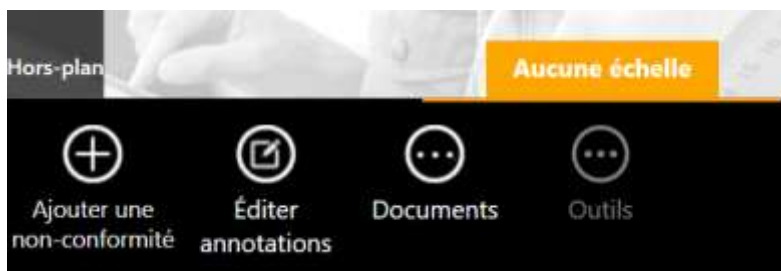 Hors-plan
Aucune échelle
Ajouter une
non-conformité
Éditer
annotations
Documents
Outils